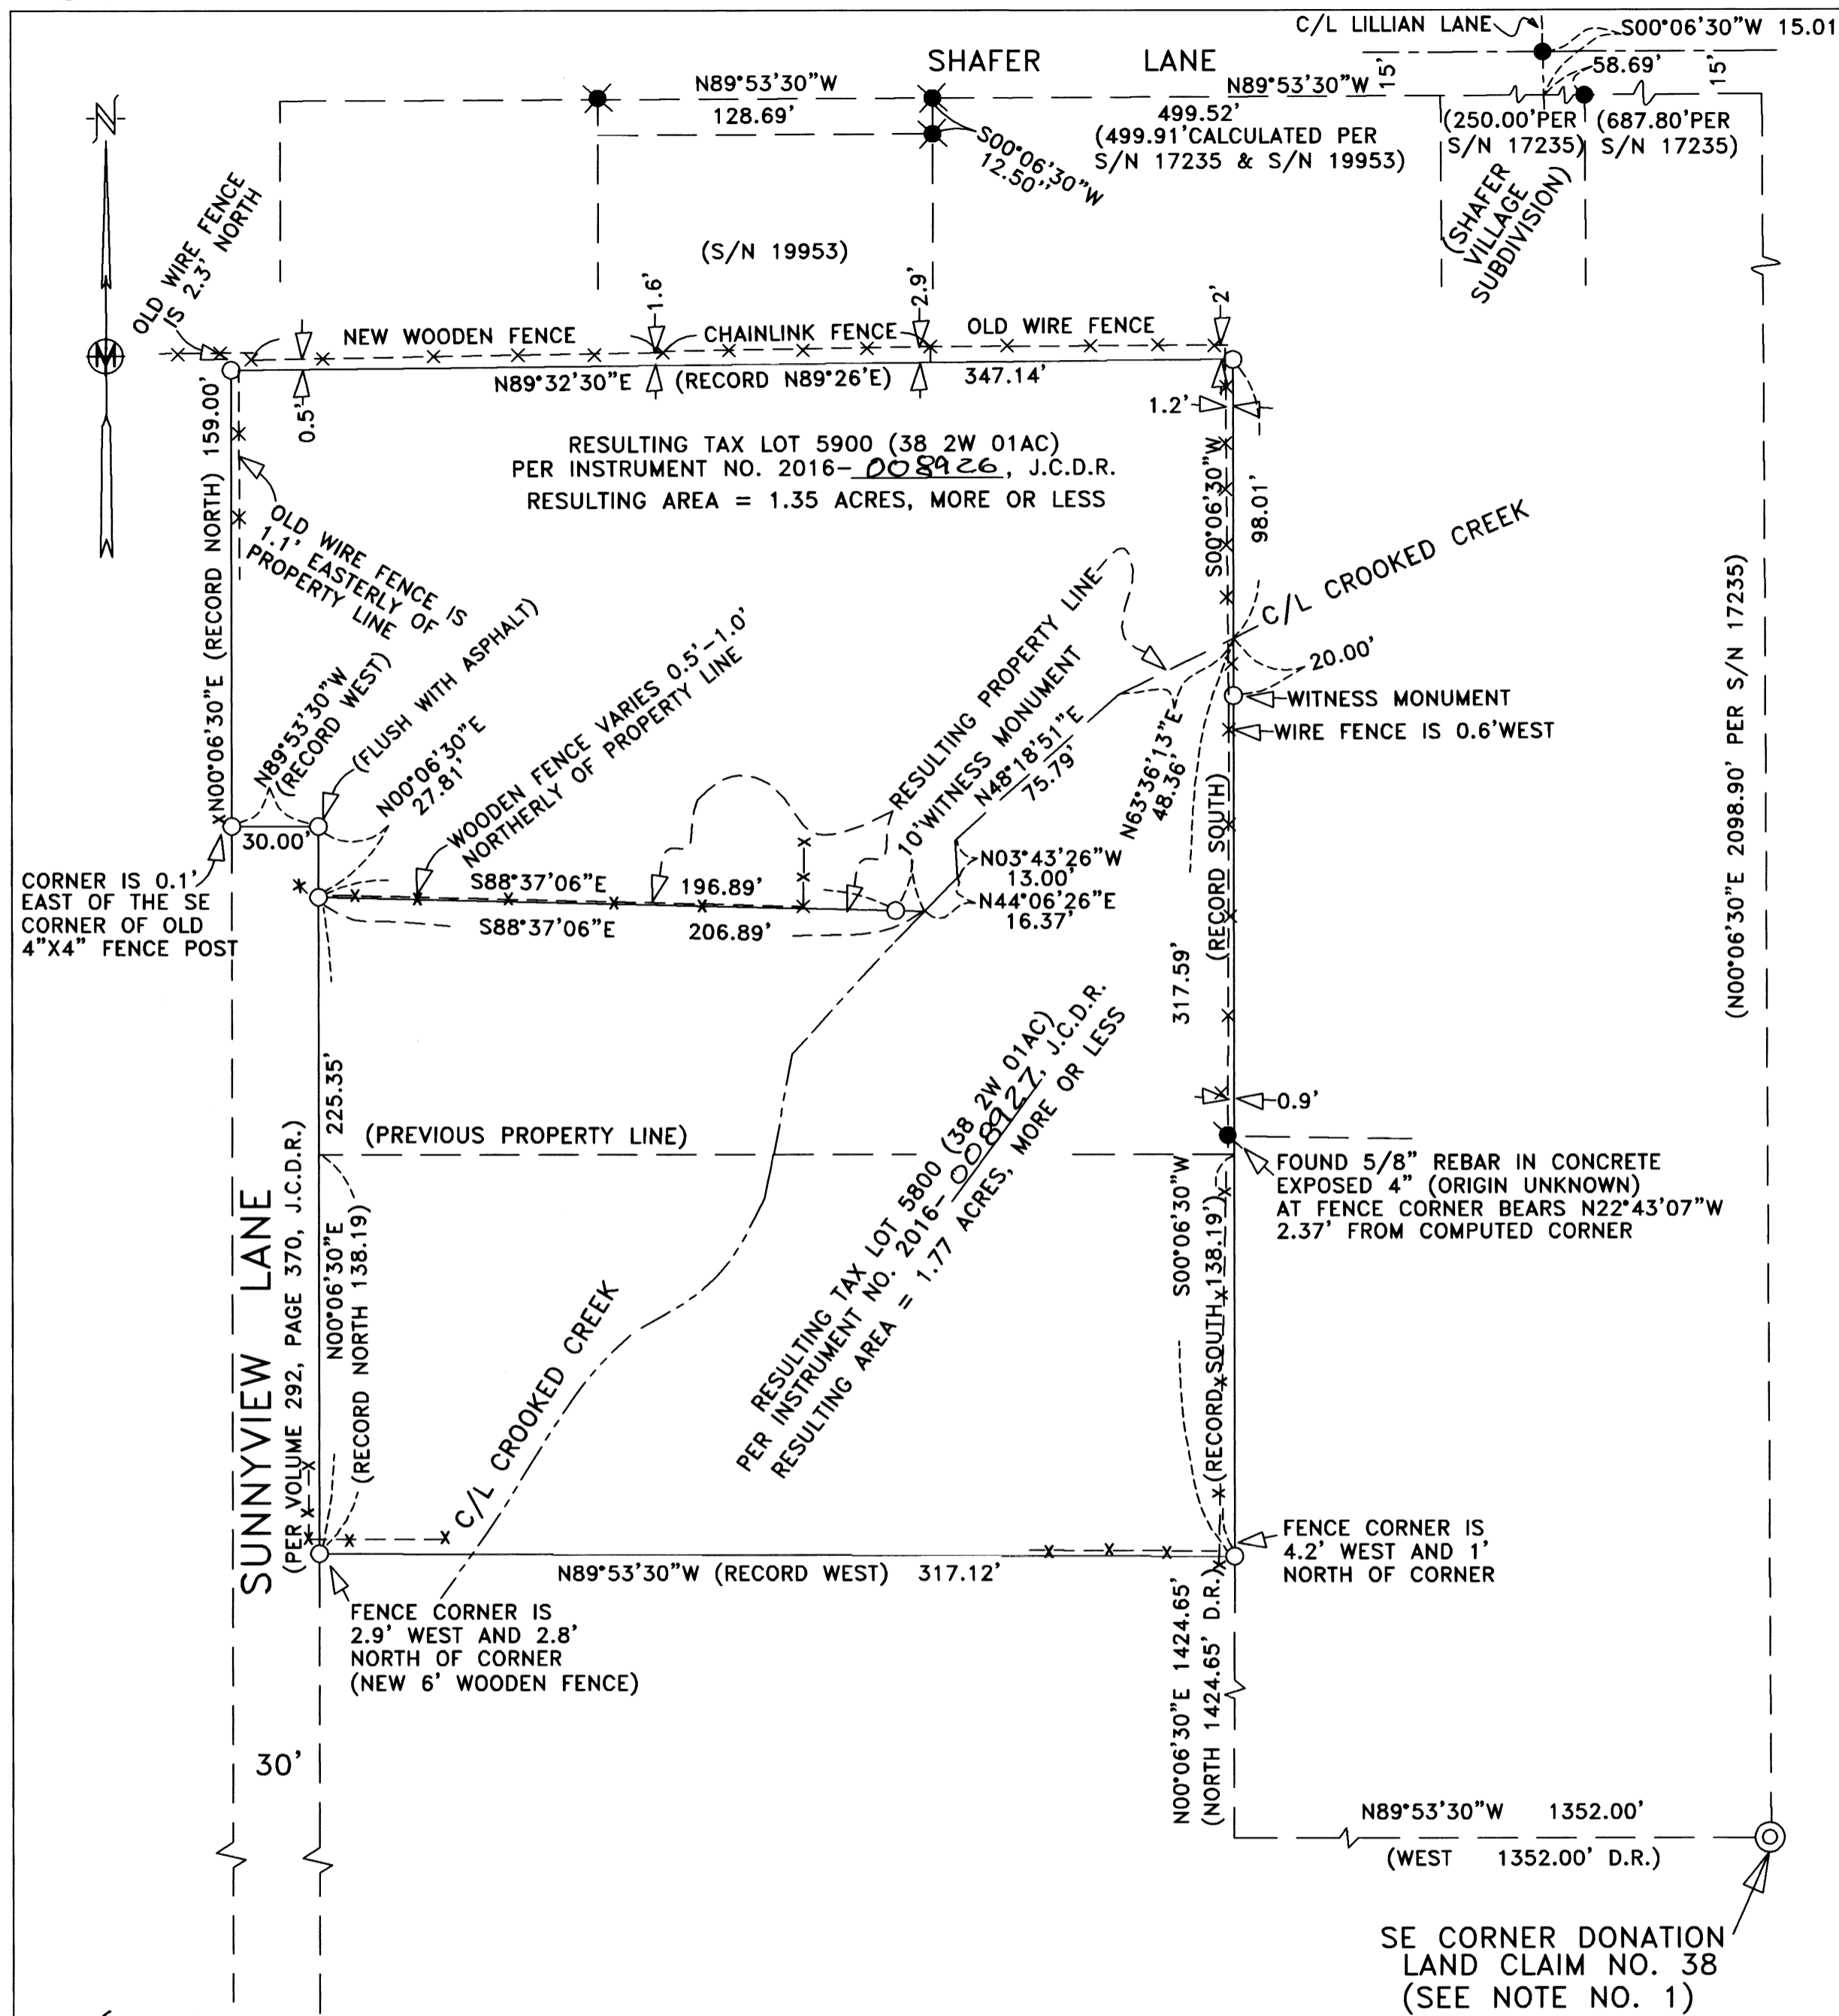 C/L LILLIAN LANE
S00°06'30"W 15.01
SHAFER LANE
N
N89°53'30"W
128.69'
N89°53'30"W
499.52'
(499.91'CALCULATED PER
S/N 17235 & S/N 19953)
15'
58.69'
15'
(250.00'PER
S/N 17235)
(687.80'PER
S/N 17235)
S00°06'30"W
12.50'
(SHAFER
VILLAGE
SUBDIVISION)
(S/N 19953)
OLD WIRE FENCE
IS 2.3' NORTH
M
NEW WOODEN FENCE
1.6'
CHAINLINK FENCE
2.9'
OLD WIRE FENCE
2'
N89°32'30"E (RECORD N89°26'E) 347.14'
0.5'
1.2'
RESULTING TAX LOT 5900 (38 2W 01AC)
PER INSTRUMENT NO. 2016-008926, J.C.D.R.
RESULTING AREA = 1.35 ACRES, MORE OR LESS
N00°06'30"E (RECORD NORTH) 159.00'
OLD WIRE FENCE IS
1.1' EASTERLY OF
PROPERTY LINE
S00°06'30"W
98.01'
C/L CROOKED CREEK
20.00'
WITNESS MONUMENT
WIRE FENCE IS 0.6'WEST
(N00°06'30"E 2098.90' PER S/N 17235)
N89°53'30"W
(RECORD WEST)
(FLUSH WITH ASPHALT)
N00°06'30"E
27.81'
WOODEN FENCE VARIES 0.5'-1.0'
NORTHERLY OF PROPERTY LINE
RESULTING PROPERTY LINE
10'WITNESS MONUMENT
N48°18'51"E
75.79'
N63°36'13"E
48.36'
30.00'
CORNER IS 0.1'
EAST OF THE SE
CORNER OF OLD
4"X4" FENCE POST
S88°37'06"E 196.89'
S88°37'06"E 206.89'
N03°43'26"W
13.00'
N44°06'26"E
16.37'
(RECORD SOUTH)
317.59'
0.9'
225.35'
(PREVIOUS PROPERTY LINE)
FOUND 5/8" REBAR IN CONCRETE
EXPOSED 4" (ORIGIN UNKNOWN)
AT FENCE CORNER BEARS N22°43'07"W
2.37' FROM COMPUTED CORNER
RESULTING TAX LOT 5800 (38 2W 01AC)
PER INSTRUMENT NO. 2016-008927, J.C.D.R.
RESULTING AREA = 1.77 ACRES, MORE OR LESS
SUNNYVIEW LANE
(PER VOLUME 292, PAGE 370, J.C.D.R.)
N00°06'30"E
(RECORD NORTH 138.19)
C/L CROOKED CREEK
S00°06'30"W
(RECORD SOUTH 138.19')
N89°53'30"W (RECORD WEST) 317.12'
FENCE CORNER IS
4.2' WEST AND 1'
NORTH OF CORNER
FENCE CORNER IS
2.9' WEST AND 2.8'
NORTH OF CORNER
(NEW 6' WOODEN FENCE)
N00°06'30"E 1424.65'
(NORTH 1424.65' D.R.)
30'
N89°53'30"W 1352.00'
(WEST 1352.00' D.R.)
SE CORNER DONATION
LAND CLAIM NO. 38
(SEE NOTE NO. 1)